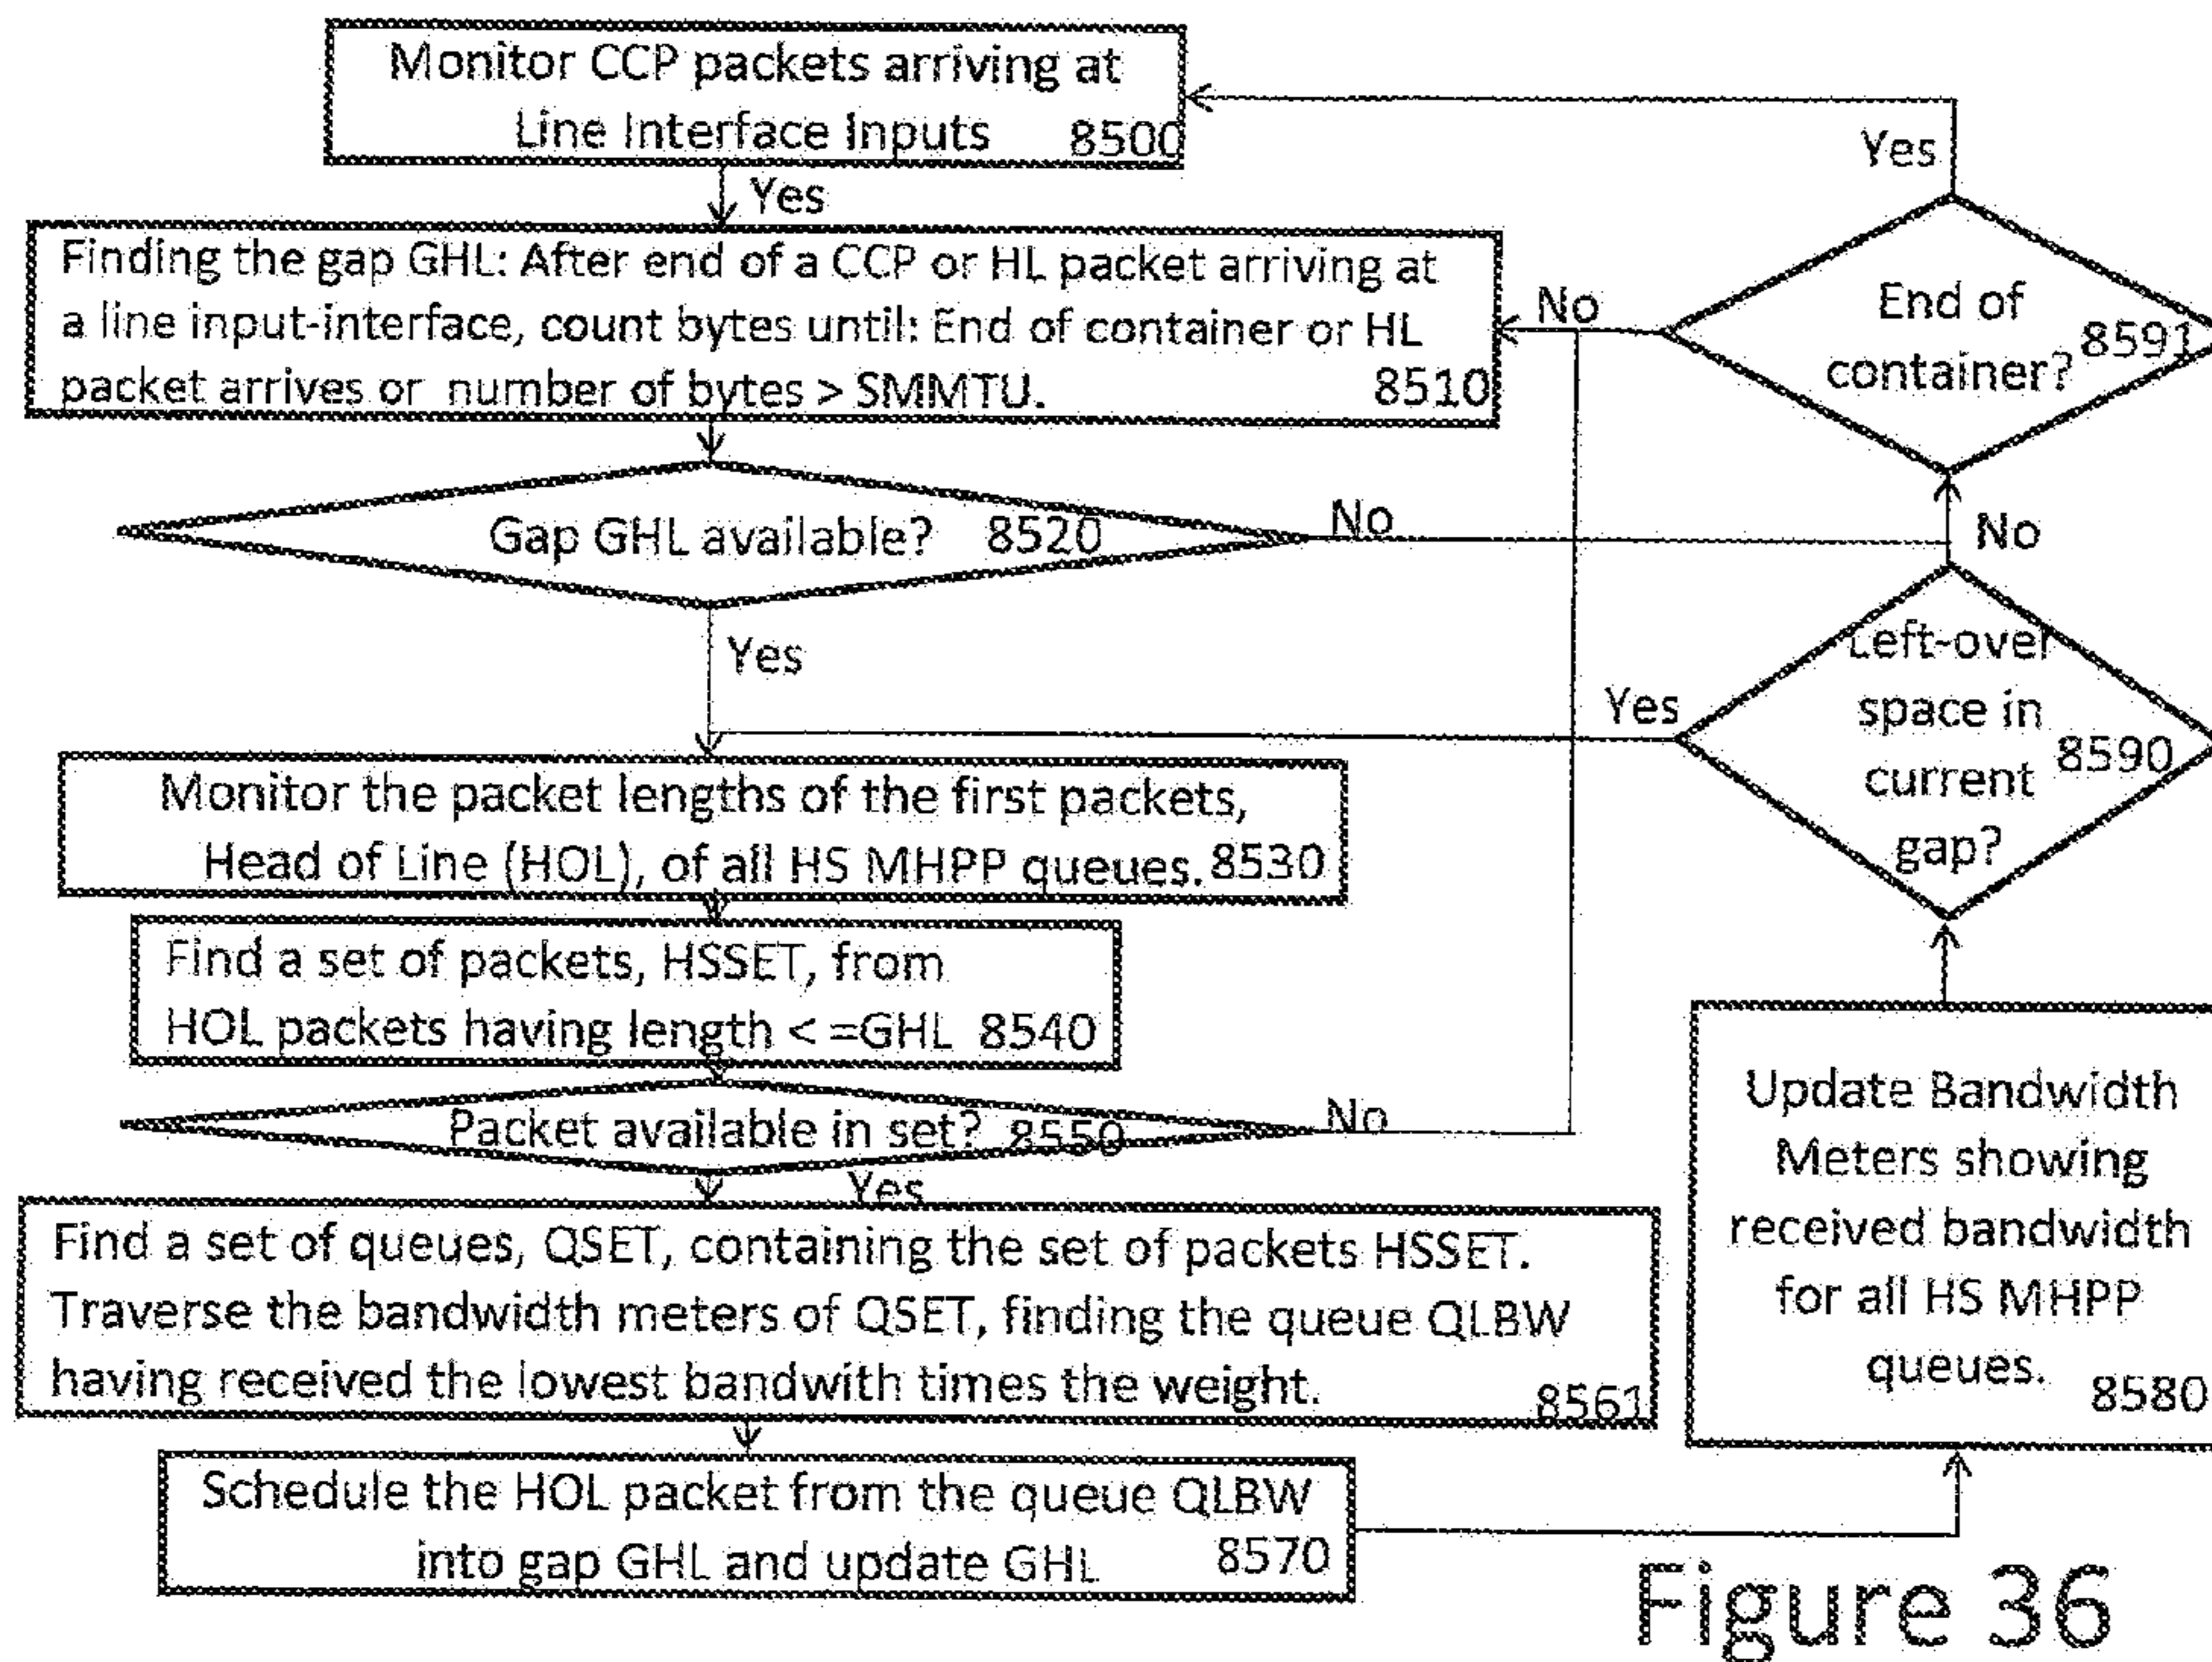 Monitor CCP packets arriving at
Line Interface Inputs 8500
Yes
Finding the gap GHL: After end of a CCP or HL packet arriving at
a line input-interface, count bytes until: End of container or HL
packet arrives or number of bytes > SMMTU. 8510
Gap GHL available? 8520
No
Yes
Monitor the packet lengths of the first packets,
Head of Line (HOL), of all HS MHPP queues. 8530
Find a set of packets, HSSET, from
HOL packets having length < =GHL 8540
Packet available in set? 8550
No
Yes
Find a set of queues, QSET, containing the set of packets HSSET.
Traverse the bandwidth meters of QSET, finding the queue QLBW
having received the lowest bandwith times the weight. 8561
Schedule the HOL packet from the queue QLBW
into gap GHL and update GHL 8570
Update Bandwidth
Meters showing
received bandwidth
for all HS MHPP
queues. 8580
Left-over
space in
current 8590
gap?
Yes
No
End of
container? 8591
No
Yes
Figure 36